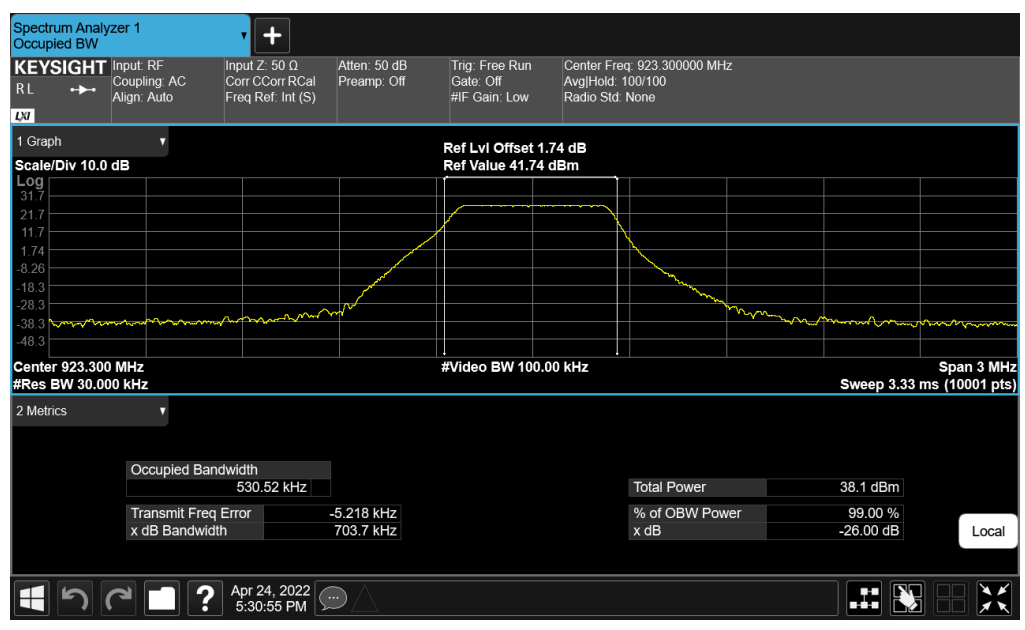 Spectrum Analyzer 1
Occupied BW
KEYSIGHT
R L
LXI
Input: RF
Coupling: AC
Align: Auto
Input Z: 50 Ω
Corr CCorr RCal
Freq Ref: Int (S)
Atten: 50 dB
Preamp: Off
Trig: Free Run
Gate: Off
#IF Gain: Low
Center Freq: 923.300000 MHz
Avg|Hold: 100/100
Radio Std: None
1 Graph
Scale/Div 10.0 dB
Ref Lvl Offset 1.74 dB
Ref Value 41.74 dBm
Log
31.7
21.7
11.7
1.74
-8.26
-18.3
-28.3
-38.3
-48.3
Center 923.300 MHz
#Video BW 100.00 kHz
Span 3 MHz
#Res BW 30.000 kHz
Sweep 3.33 ms (10001 pts)
2 Metrics
Occupied Bandwidth
530.52 kHz
Total Power 38.1 dBm
Transmit Freq Error -5.218 kHz
% of OBW Power 99.00 %
x dB Bandwidth 703.7 kHz
x dB -26.00 dB
Local
?
Apr 24, 2022
5:30:55 PM